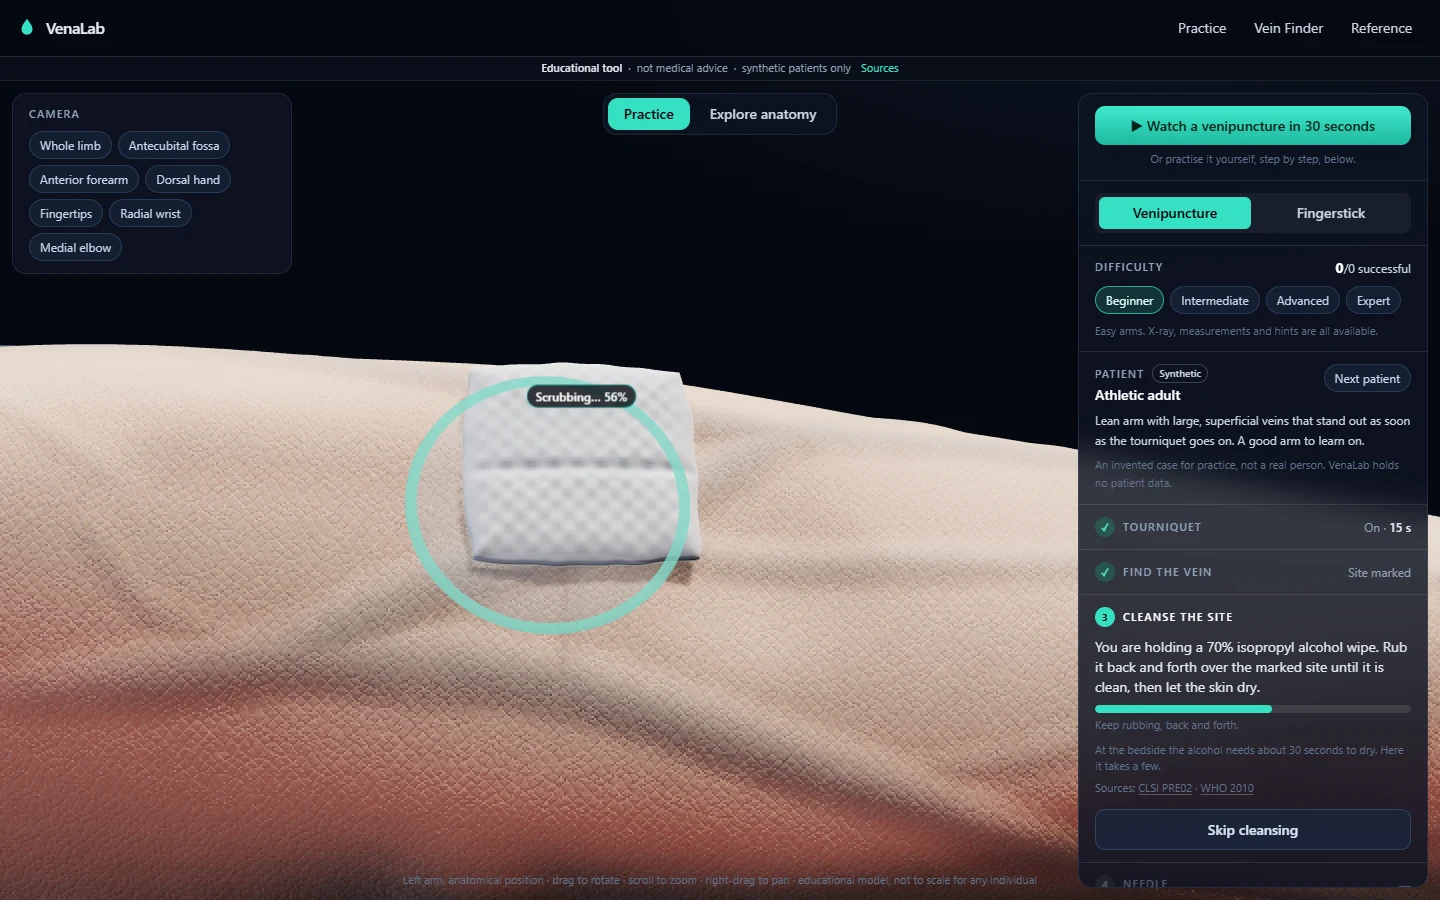 VenaLab
Practice
Vein Finder
Reference
Educational tool · not medical advice · synthetic patients only Sources
CAMERA
Whole limb
Antecubital fossa
Anterior forearm
Dorsal hand
Fingertips
Radial wrist
Medial elbow
Practice
Explore anatomy
Scrubbing... 56%
▶ Watch a venipuncture in 30 seconds
Or practise it yourself, step by step, below.
Venipuncture
Fingerstick
DIFFICULTY
0/0 successful
Beginner
Intermediate
Advanced
Expert
Easy arms. X-ray, measurements and hints are all available.
PATIENT
Synthetic
Next patient
Athletic adult
Lean arm with large, superficial veins that stand out as soon
as the tourniquet goes on. A good arm to learn on.
An invented case for practice, not a real person. VenaLab holds
no patient data.
✓ TOURNIQUET
On · 15 s
✓ FIND THE VEIN
Site marked
3 CLEANSE THE SITE
You are holding a 70% isopropyl alcohol wipe. Rub
it back and forth over the marked site until it is
clean, then let the skin dry.
Keep rubbing, back and forth.
At the bedside the alcohol needs about 30 seconds to dry. Here
it takes a few.
Sources: CLSI PRE02 · WHO 2010
Skip cleansing
4 NEEDLE
Left arm, anatomical position · drag to rotate · scroll to zoom · right-drag to pan · educational model, not to scale for any individual